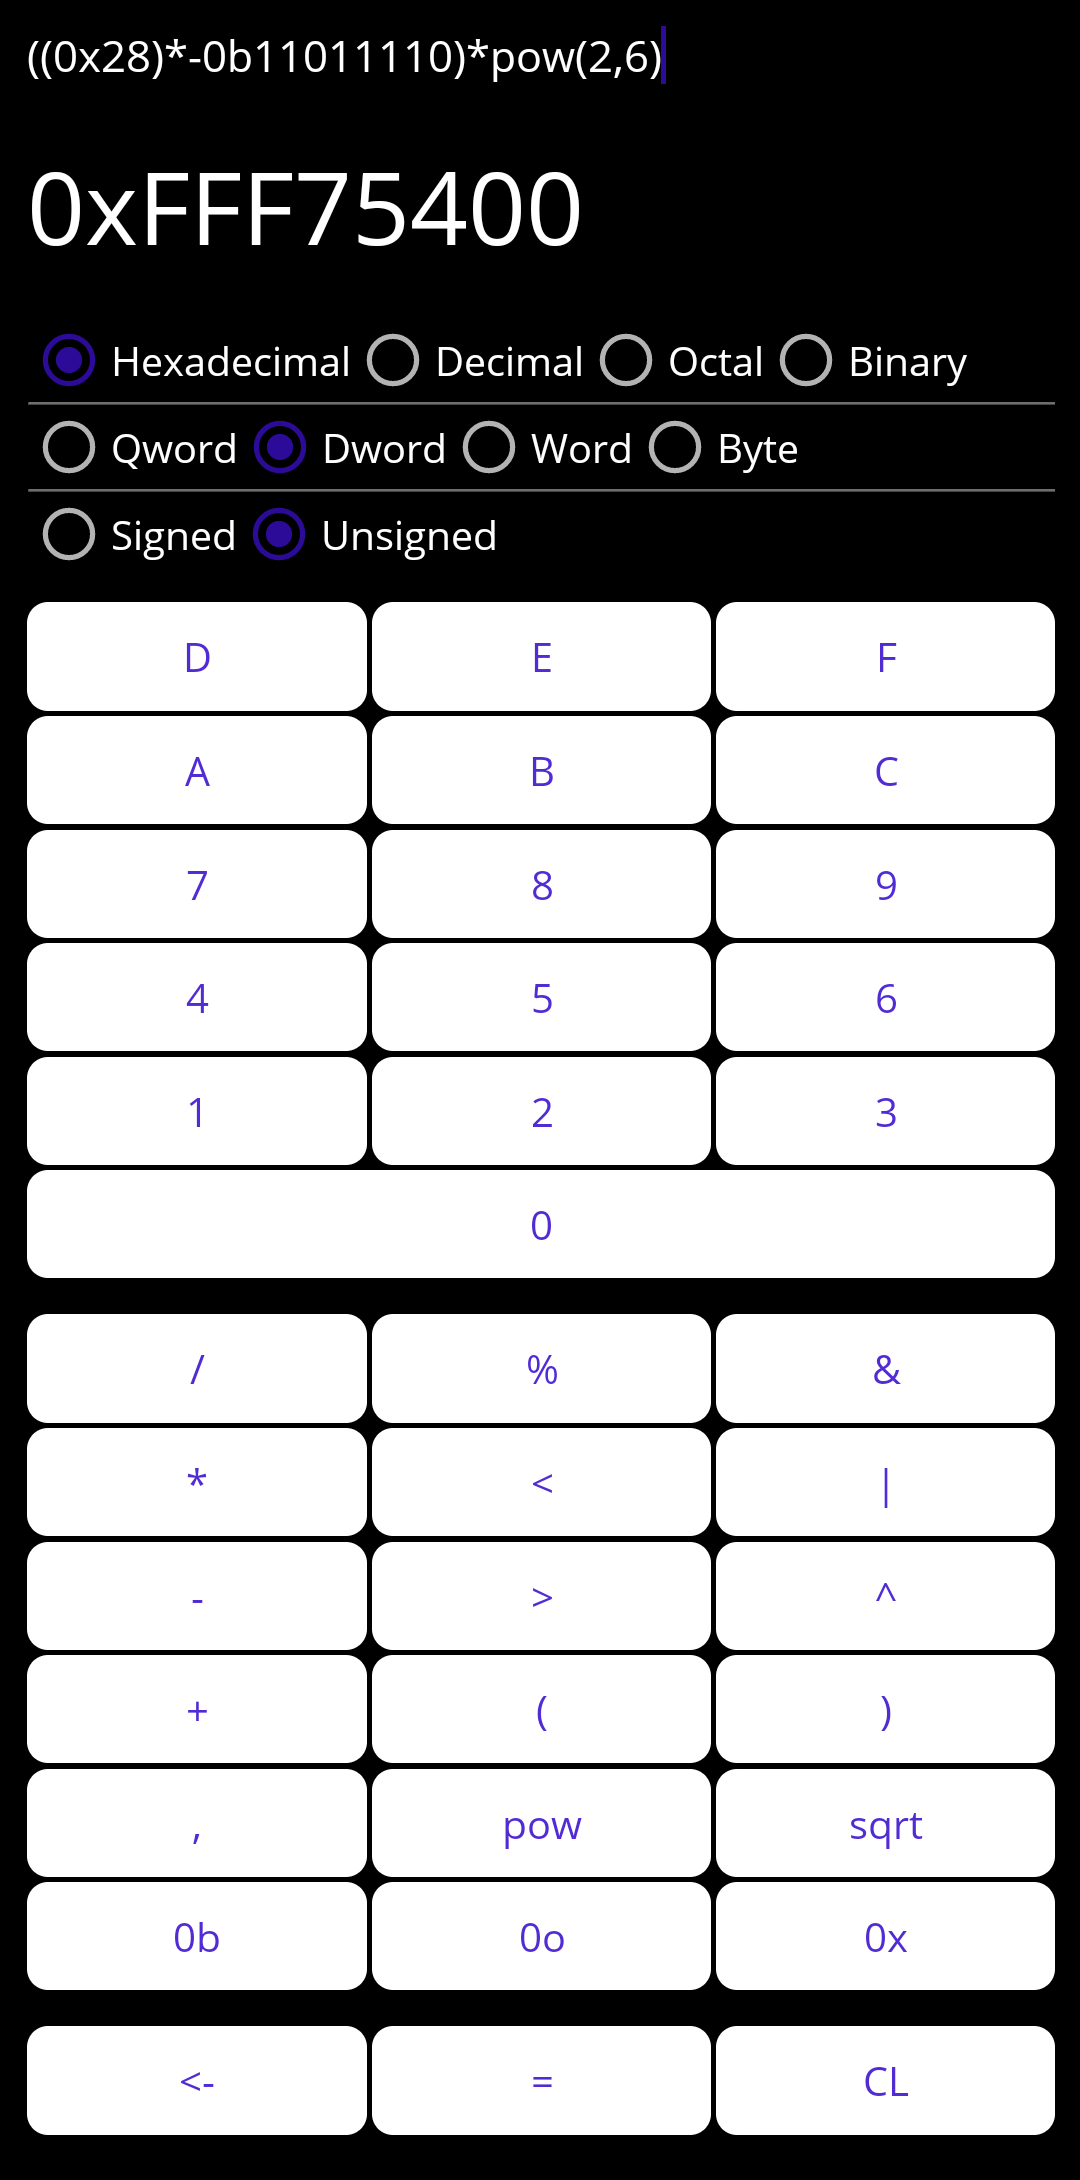 ((0x28)*-0b11011110)*pow(2,6)
0xFFF75400
Hexadecimal Decimal Octal Binary
Qword Dword Word Byte
Signed Unsigned
D E F
A B C
7 8 9
4 5 6
1 2 3
0
/ % &
* < |
- > ^
+ ( )
, pow sqrt
0b 0o 0x
<- = CL